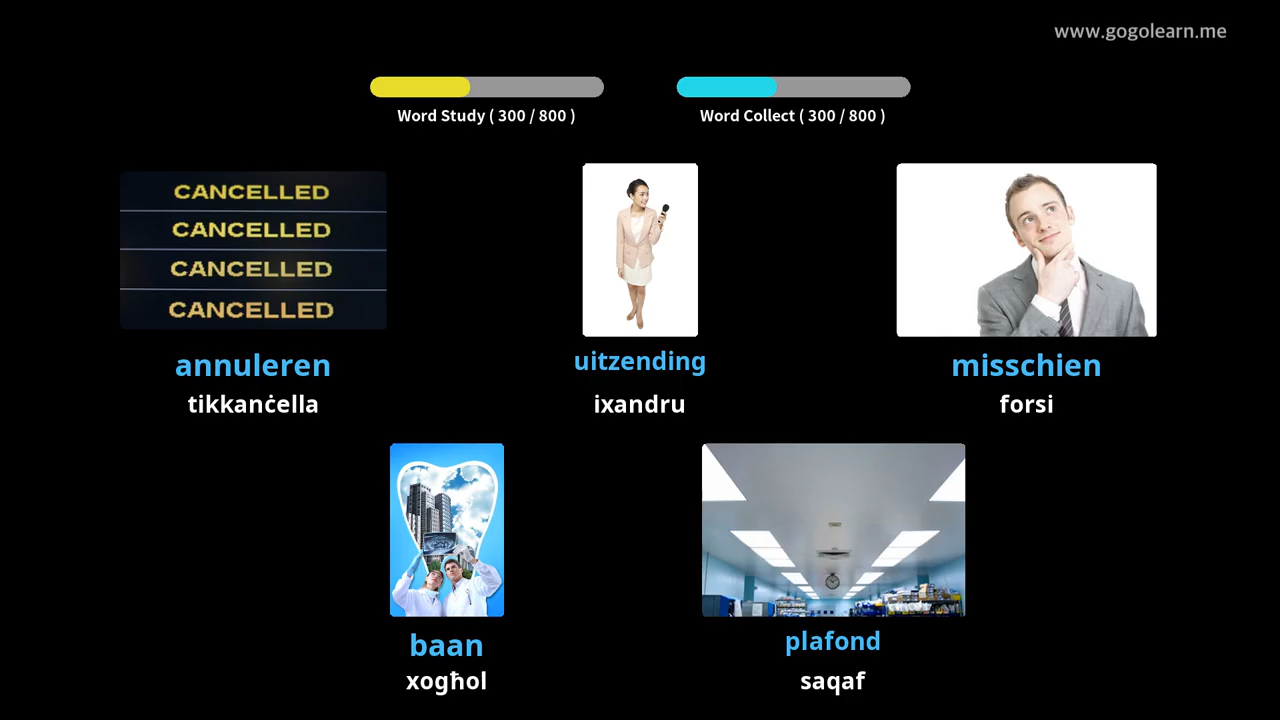 www.gogolearn.me
Word Study ( 300 / 800 )
Word Collect ( 300 / 800 )
CANCELLED
CANCELLED
CANCELLED
CANCELLED
annuleren
tikkanċella
uitzending
ixandru
misschien
forsi
baan
xogħol
plafond
saqaf